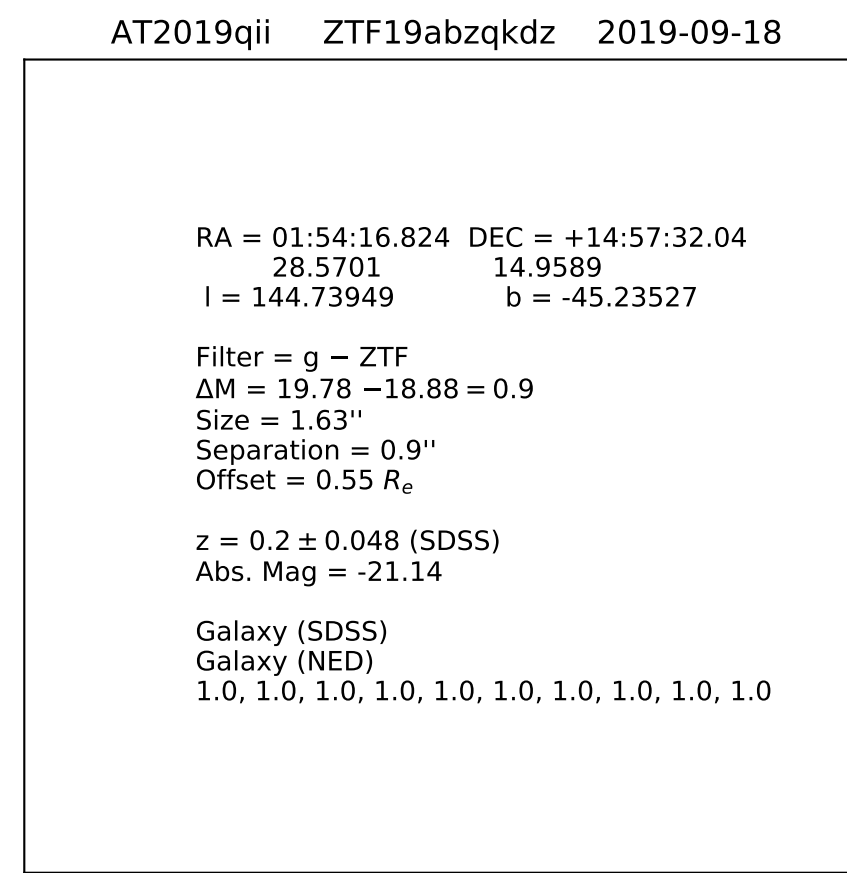 AT2019qii ZTF19abzqkdz 2019-09-18
RA = 01:54:16.824 DEC = +14:57:32.04
28.5701 14.9589
l = 144.73949 b = -45.23527
Filter = g − ZTF
ΔM = 19.78 −18.88 = 0.9
Size = 1.63''
Separation = 0.9''
Offset = 0.55 Rₑ
z = 0.2 ± 0.048 (SDSS)
Abs. Mag = -21.14
Galaxy (SDSS)
Galaxy (NED)
1.0, 1.0, 1.0, 1.0, 1.0, 1.0, 1.0, 1.0, 1.0, 1.0